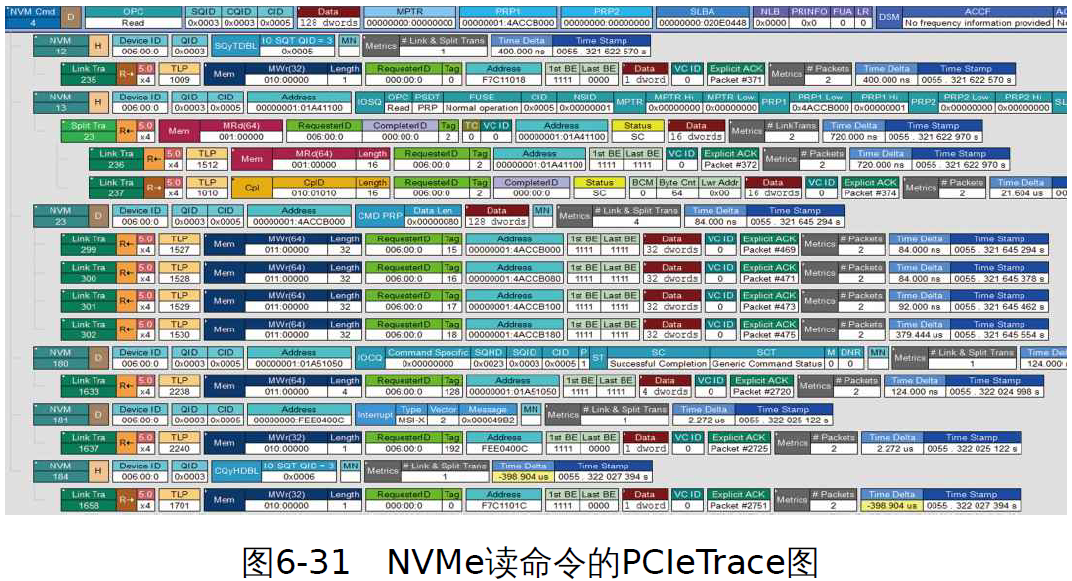 NVM Cmd OPC SQID CQID CID Data MPTR PRP1 PRP2 SLBA NLB PRINFO FUA LR DSM ACCF
4 D Read 0x0003 0x0003 0x0005 128 dwords 00000000:00000000 00000001:4ACCB000 00000000:00000000 00000000:020E0448 0x0 0x0 0 0 No frequency information provided
NVM H Device ID QID SQyTDBL IO SQT QID = 3 MN Metrics # Link & Split Trans Time Delta Time Stamp
12 006:00:0 0x0003 0x0005 1 400.000 ns 0055 . 321 622 570 s
Link Tra R→ 5.0 TLP Mem MWr(32) Length RequesterID Tag Address 1st BE Last BE Data VC ID Explicit ACK Metrics # Packets Time Delta Time Stamp
235 x4 1009 010:00000 1 000:00:0 0 F7C11018 1111 0000 1 dword 0 Packet #371 2 400.000 ns 0055 . 321 622 570 s
NVM H Device ID QID CID Address IOSQ OPC PSDT FUSE CID NSID MPTR MPTR Hi MPTR Low PRP1 PRP1 Low PRP1 Hi PRP2 PRP2 Low PRP2 Hi
13 006:00:0 0x0003 0x0005 00000001:01A41100 Read PRP Normal operation 0x0005 0x00000001 0x00000000 0x00000000 0x4ACCB000 0x00000001 0x00000000 0x00000000
Split Tra R← 5.0 Mem MRd(64) RequesterID CompleterID Tag TC VC ID Address Status Data Metrics # LinkTrans Time Delta Time Stamp
23 x4 001:00000 006:00:0 000:00:0 2 0 0 00000001:01A41100 SC 16 dwords 2 720.000 ns 0055 . 321 622 970 s
Link Tra R← 5.0 TLP Mem MRd(64) Length RequesterID Tag Address 1st BE Last BE VC ID Explicit ACK Metrics # Packets Time Delta Time Stamp
236 x4 1512 001:00000 16 006:00:0 2 00000001:01A41100 1111 1111 0 Packet #372 2 720.000 ns 0055 . 321 622 970 s
Link Tra R→ 5.0 TLP Cpl CplD Length RequesterID Tag CompleterID Status BCM Byte Cnt Lwr Addr Data VC ID Explicit ACK Metrics # Packets Time Delta
237 x4 1010 010:01010 16 006:00:0 2 000:00:0 SC 0 64 0x00 16 dwords 0 Packet #374 2 21.604 us
NVM D Device ID QID CID Address CMD PRP Data Len Data MN Metrics # Link & Split Trans Time Delta Time Stamp
23 006:00:0 0x0003 0x0005 00000001:4ACCB000 0x00000080 128 dwords 4 84.000 ns 0055 . 321 645 294 s
Link Tra R← 5.0 TLP Mem MWr(64) Length RequesterID Tag Address 1st BE Last BE Data VC ID Explicit ACK Metrics # Packets Time Delta Time Stamp
299 x4 1527 011:00000 32 006:00:0 15 00000001:4ACCB000 1111 1111 32 dwords 0 Packet #469 2 84.000 ns 0055 . 321 645 294 s
Link Tra R← 5.0 TLP Mem MWr(64) Length RequesterID Tag Address 1st BE Last BE Data VC ID Explicit ACK Metrics # Packets Time Delta Time Stamp
300 x4 1528 011:00000 32 006:00:0 16 00000001:4ACCB080 1111 1111 32 dwords 0 Packet #471 2 84.000 ns 0055 . 321 645 378 s
Link Tra R← 5.0 TLP Mem MWr(64) Length RequesterID Tag Address 1st BE Last BE Data VC ID Explicit ACK Metrics # Packets Time Delta Time Stamp
301 x4 1529 011:00000 32 006:00:0 17 00000001:4ACCB100 1111 1111 32 dwords 0 Packet #473 2 92.000 ns 0055 . 321 645 462 s
Link Tra R← 5.0 TLP Mem MWr(64) Length RequesterID Tag Address 1st BE Last BE Data VC ID Explicit ACK Metrics # Packets Time Delta Time Stamp
302 x4 1530 011:00000 32 006:00:0 18 00000001:4ACCB180 1111 1111 32 dwords 0 Packet #475 2 379.444 us 0055 . 321 645 554 s
NVM D Device ID QID CID Address IOCQ Command Specific SQHD SQID CID P ST SC SCT M DNR MN Metrics # Link & Split Trans
180 006:00:0 0x0003 0x0005 00000001:01A51050 0x00000000 0x0023 0x0003 0x0005 1 Successful Completion Generic Command Status 0 0 1 124.000
Link Tra R← 5.0 TLP Mem MWr(64) Length RequesterID Tag Address 1st BE Last BE Data VC ID Explicit ACK Metrics # Packets Time Delta Time Stamp
1633 x4 2238 011:00000 4 006:00:0 128 00000001:01A51050 1111 1111 4 dwords 0 Packet #2720 2 124.000 ns 0055 . 322 024 998 s
NVM D Device ID QID CID Address Interrupt Type Vector Message MN Metrics # Link & Split Trans Time Delta Time Stamp
181 006:00:0 0x0003 0x0005 00000000:FEE0400C MSI-X 2 0x000049B2 1 2.272 us 0055 . 322 025 122 s
Link Tra R← 5.0 TLP Mem MWr(32) Length RequesterID Tag Address 1st BE Last BE Data VC ID Explicit ACK Metrics # Packets Time Delta Time Stamp
1637 x4 2240 010:00000 1 006:00:0 192 FEE0400C 1111 0000 1 dword 0 Packet #2725 2 2.272 us 0055 . 322 025 122 s
NVM H Device ID QID CQyHDBL IO SQT QID = 3 MN Metrics # Link & Split Trans Time Delta Time Stamp
184 006:00:0 0x0003 0x0006 1 -398.904 us 0055 . 322 027 394 s
Link Tra R→ 5.0 TLP Mem MWr(32) Length RequesterID Tag Address 1st BE Last BE Data VC ID Explicit ACK Metrics # Packets Time Delta Time Stamp
1658 x4 1701 010:00000 1 000:00:0 0 F7C1101C 1111 0000 1 dword 0 Packet #2751 2 -398.904 us 0055 . 322 027 394 s
图6-31 NVMe读命令的PCIeTrace图